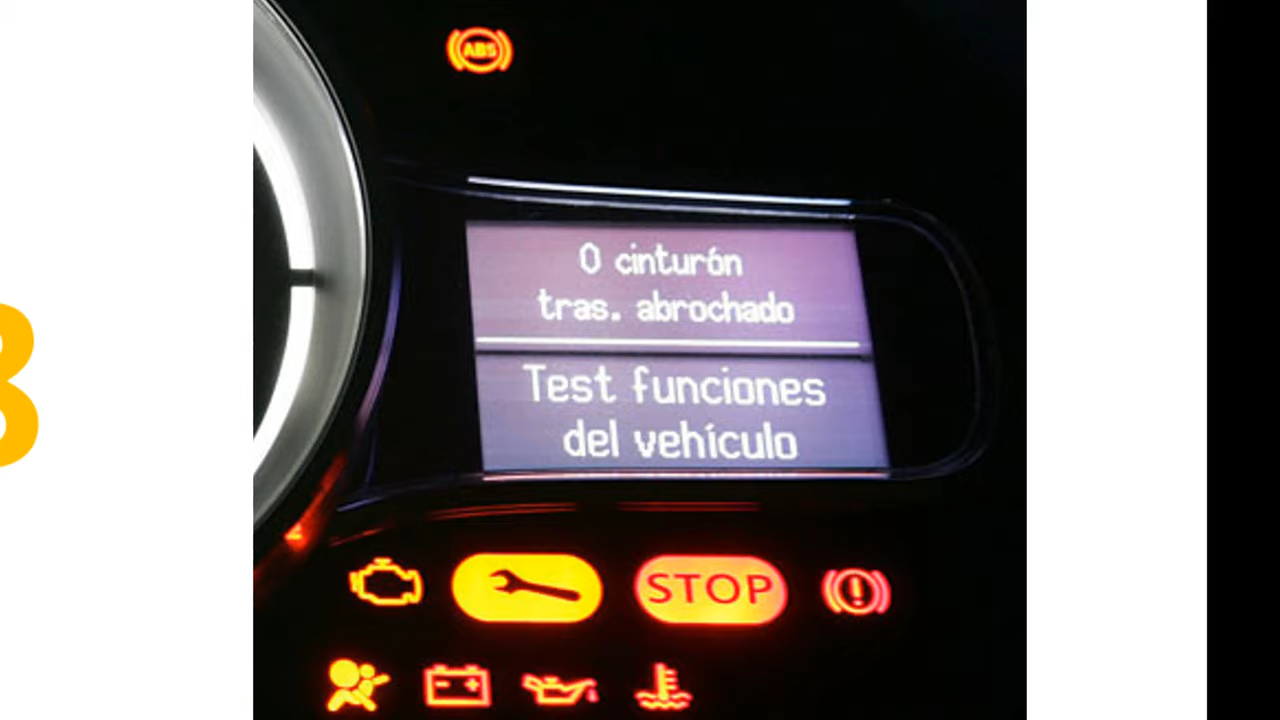 ABS
0 cinturón
tras. abrochado
Test funciones
del vehículo
STOP